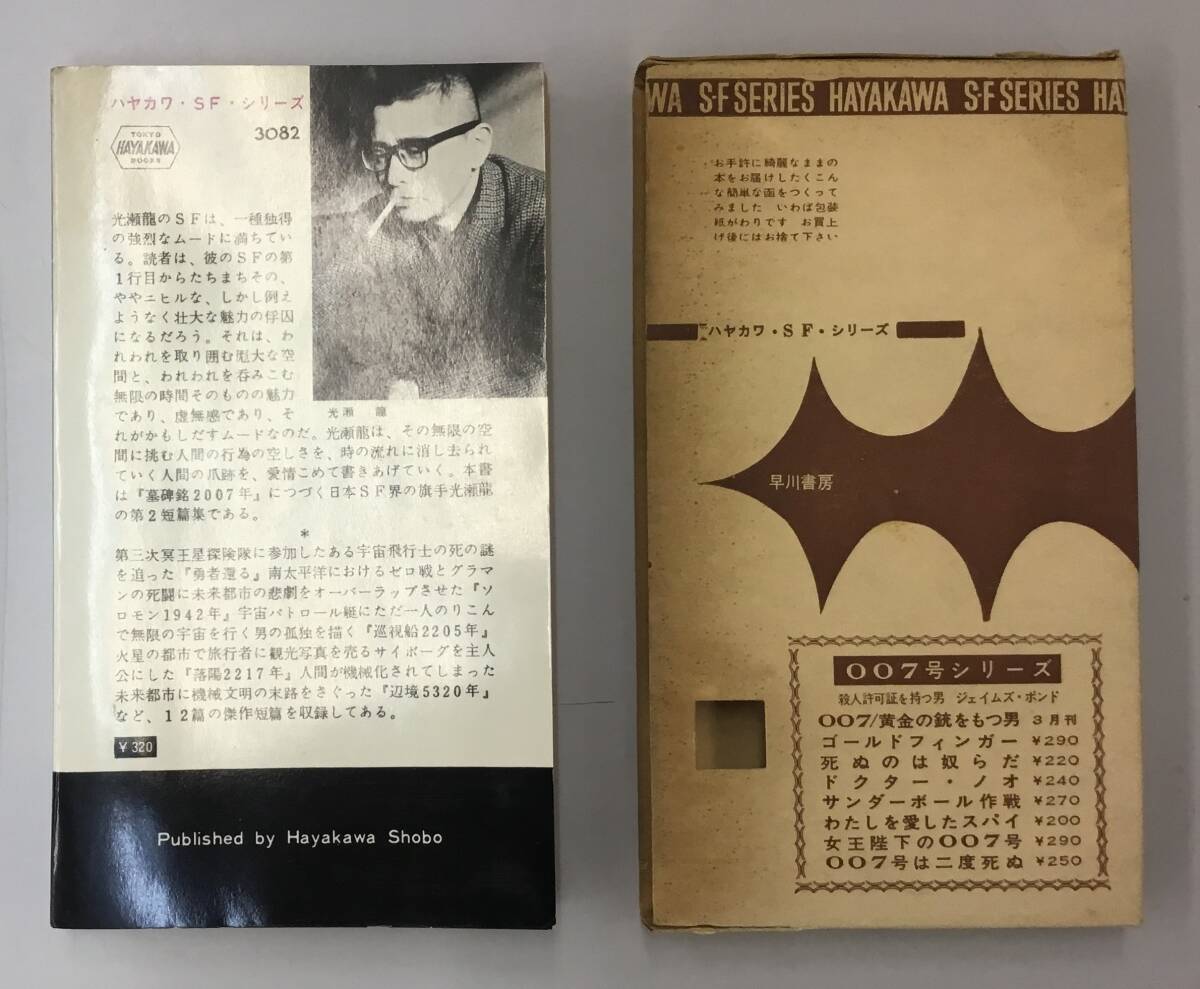 ハヤカワ・SF・シリーズ
3082
TOKYO
HAYAKAWA
BOOKS
光瀬龍のSFは、一種独得
の強烈なムードに満ちてい
る。読者は、彼のSFの第
1行目からたちまちその、
ややニヒルな、しかし例え
ようなく壮大な魅力の俘囚
になるだろう。それは、わ
れわれを取り囲む厖大な空
間と、われわれを呑みこむ
無限の時間そのものの魅力
であり、虚無感であり、そ
れがかもしだすムードなのだ。光瀬龍は、その無限の空
間に挑む人間の行為の空しさを、時の流れに消し去られ
ていく人間の爪跡を、愛情こめて書きあげていく。本書
は『墓碑銘2007年』につづく日本SF界の旗手光瀬龍
の第2短篇集である。
光瀬 龍
*
第三次冥王星探険隊に参加したある宇宙飛行士の死の謎
を追った『勇者還る』南太平洋におけるゼロ戦とグラマ
ンの死闘に未来都市の悲劇をオーバーラップさせた『ソ
ロモン1942年』宇宙パトロール艇にただ一人のりこん
で無限の宇宙を行く男の孤独を描く『巡視船2205年』
火星の都市で旅行者に観光写真を売るサイボーグを主人
公にした『落陽2217年』人間が機械化されてしまった
未来都市に機械文明の末路をさぐった『辺境5320年』
など、12篇の傑作短篇を収録してある。
¥320
Published by Hayakawa Shobo
WA SF SERIES HAYAKAWA SF SERIES HAY
お手許に綺麗なままの
本をお届けしたくこん
な簡単な函をつくって
みました いわば包装
紙がわりです お買上
げ後にはお捨て下さい
ハヤカワ・SF・シリーズ
早川書房
007号シリーズ
殺人許可証を持つ男 ジェイムズ・ボンド
007/黄金の銃をもつ男 3月刊
ゴールドフィンガー ¥290
死ぬのは奴らだ ¥220
ドクター・ノオ ¥240
サンダーボール作戦 ¥270
わたしを愛したスパイ ¥200
女王陛下の007号 ¥290
007号は二度死ぬ ¥250